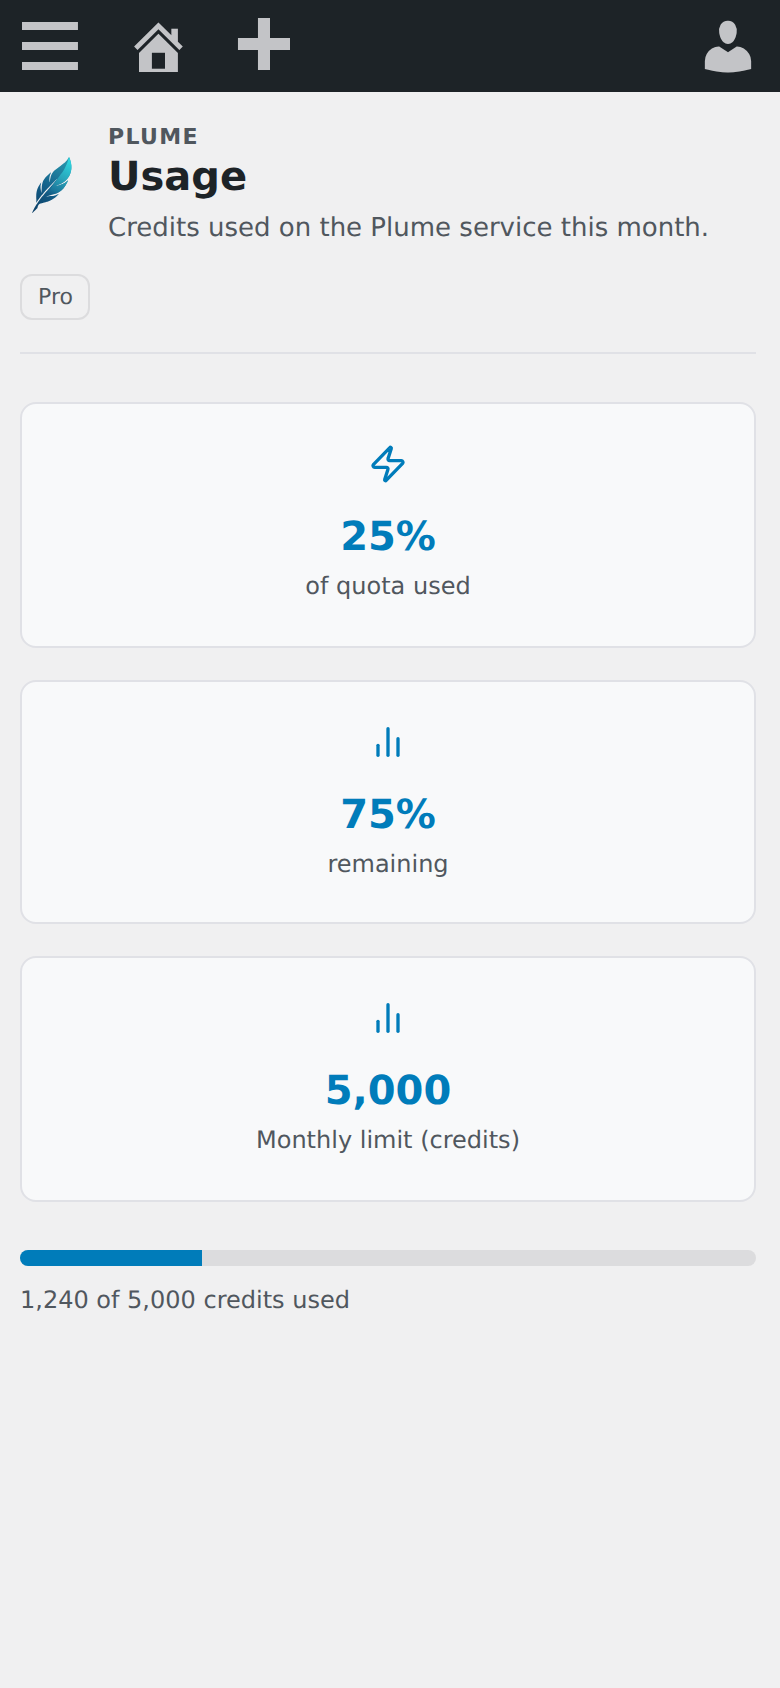 PLUME
Usage
Credits used on the Plume service this month.
Pro
25%
of quota used
75%
remaining
5,000
Monthly limit (credits)
1,240 of 5,000 credits used